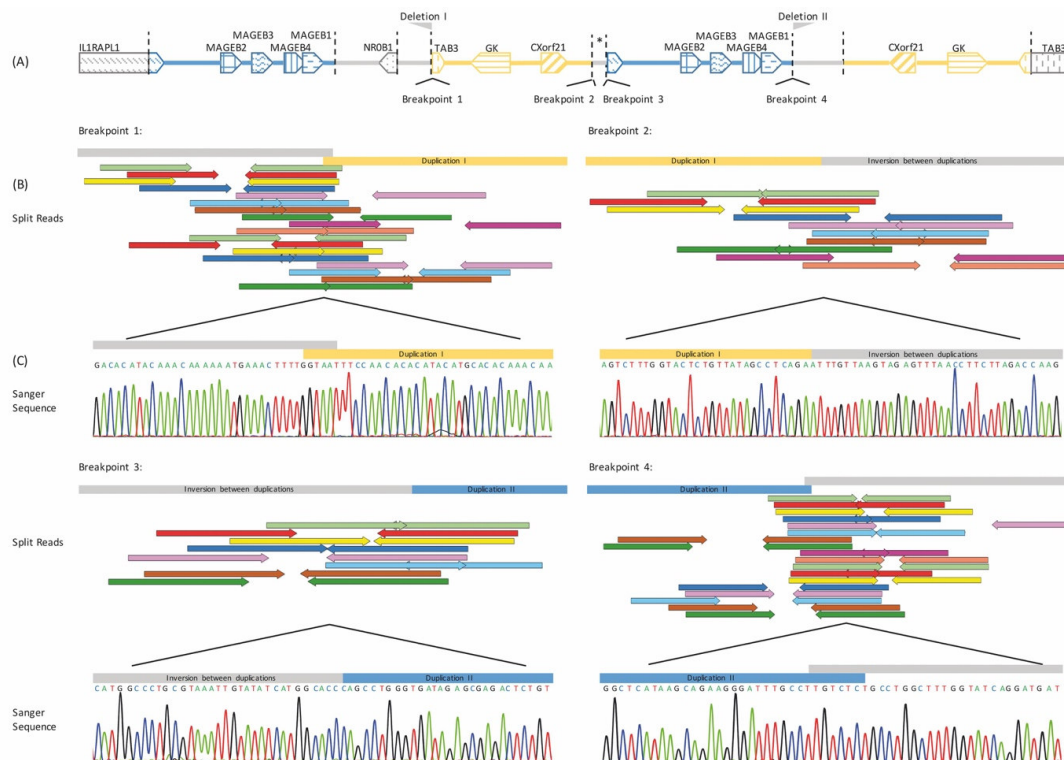 Deletion I
Deletion II
(A)
IL1RAPL1
MAGEB2
MAGEB3
MAGEB4
MAGEB1
NR0B1
TAB3
GK
CXorf21
*
MAGEB2
MAGEB3
MAGEB4
MAGEB1
CXorf21
GK
TAB3
Breakpoint 1
Breakpoint 2
Breakpoint 3
Breakpoint 4
Breakpoint 1:
Breakpoint 2:
Duplication I
Duplication I
Inversion between duplications
(B)
Split Reads
(C)
Duplication I
Duplication I
Inversion between duplications
GACACATACAAACAAAAAATGAAACTTTTGGTAATTTCCAACACACATACATGCACACAAACAA
AGTCTTTGGTACTCTGTTATAGCCTCAGAATTTGTTAAGTAGAGTTTAACCTTCTTAGACCAAG
Sanger
Sequence
Breakpoint 3:
Breakpoint 4:
Inversion between duplications
Duplication II
Duplication II
Split Reads
Inversion between duplications
Duplication II
Duplication II
CATGGCCCTGCGTAAATTGTATATCATGGCACCCAGCCTGGGTGATAGAGCGAGACTCTGT
GGCTCATAAGCAGAAGGGATTTGCCTTGTCTCTGCCTGGCTTTGGTATCAGGATGAT
Sanger
Sequence